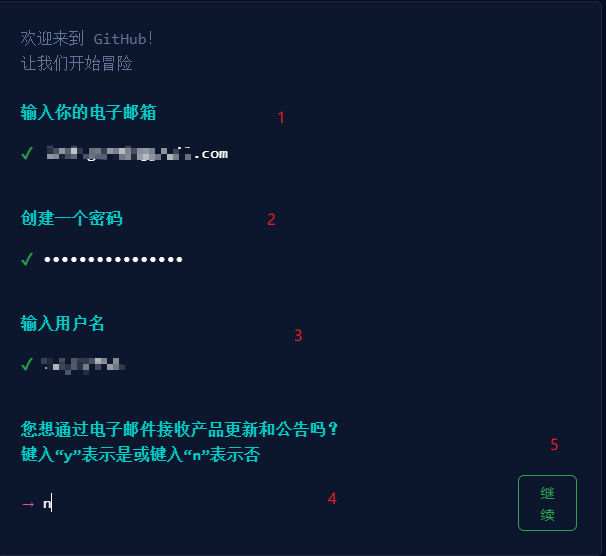 欢迎来到 GitHub!
让我们开始冒险
输入你的电子邮箱
1
✓ .com
创建一个密码
2
✓ ••••••••••••••••
输入用户名
3
✓
您想通过电子邮件接收产品更新和公告吗?
键入“y”表示是或键入“n”表示否
5
→ n
4
继
续